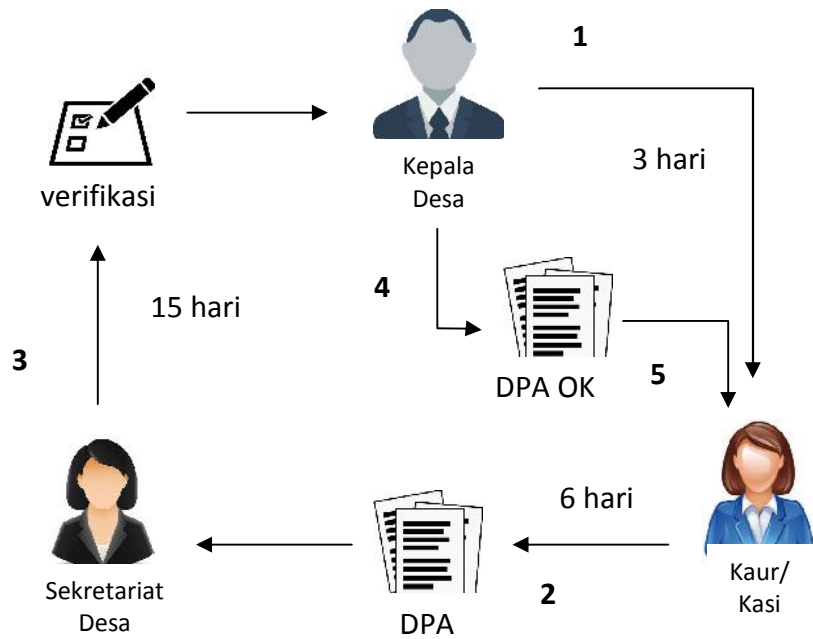 1
Kepala
Desa
3 hari
verifikasi
4
15 hari
3
DPA OK
5
6 hari
Sekretariat
Desa
DPA
2
Kaur/
Kasi